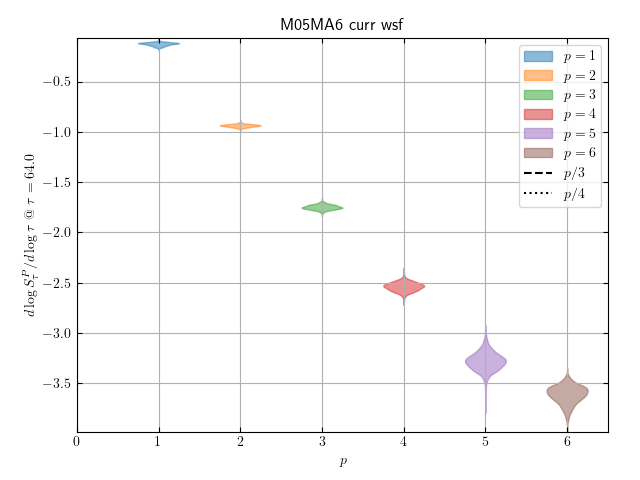 M05MA6 curr wsf
d log S_τ^P / d log τ @ τ = 64.0
−0.5
−1.0
−1.5
−2.0
−2.5
−3.0
−3.5
0 1 2 3 4 5 6
p
p = 1
p = 2
p = 3
p = 4
p = 5
p = 6
p/3
p/4